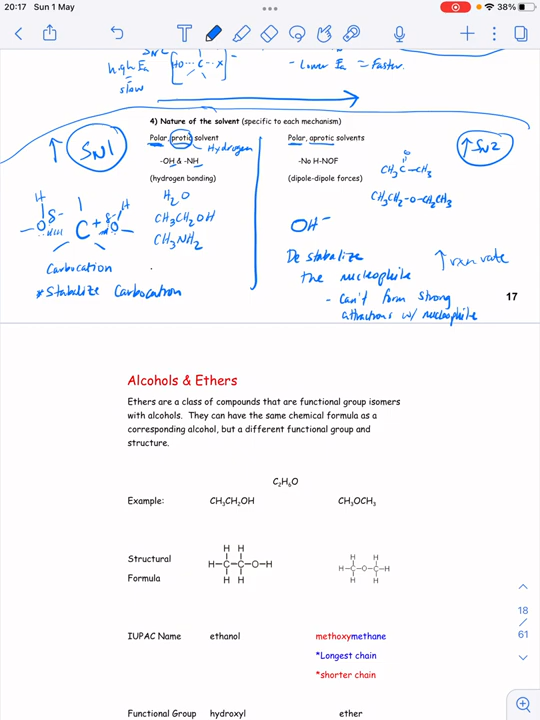 20:17 Sun 1 May
38%
SN2
high Ea
slow
HO
C
X
- Lower Ea = Faster.
4) Nature of the solvent (specific to each mechanism)
↑ SN1
Polar, protic solvent
Hydrogen
-OH & -NH
(hydrogen bonding)
H2O
CH3CH2OH
CH3NH2
H
O
δ-
C +
δ-
O
H
Carbocation
*Stabalize Carbocation
Polar, aprotic solvents
-No H-NOF
(dipole-dipole forces)
↑ SN2
O
CH3C-CH3
CH3CH2-O-CH2CH3
OH-
Destabalize
the nucleophile
↑ rxn rate
- Can't form strong
attractions w/ nucleophile
17
Alcohols & Ethers
Ethers are a class of compounds that are functional group isomers
with alcohols. They can have the same chemical formula as a
corresponding alcohol, but a different functional group and
structure.
C2H6O
Example: CH3CH2OH CH3OCH3
Structural
Formula
H H
H-C-C-O-H
H H
H H
H-C-O-C-H
H H
IUPAC Name ethanol methoxymethane
*Longest chain
*shorter chain
Functional Group hydroxyl ether
18
/
61